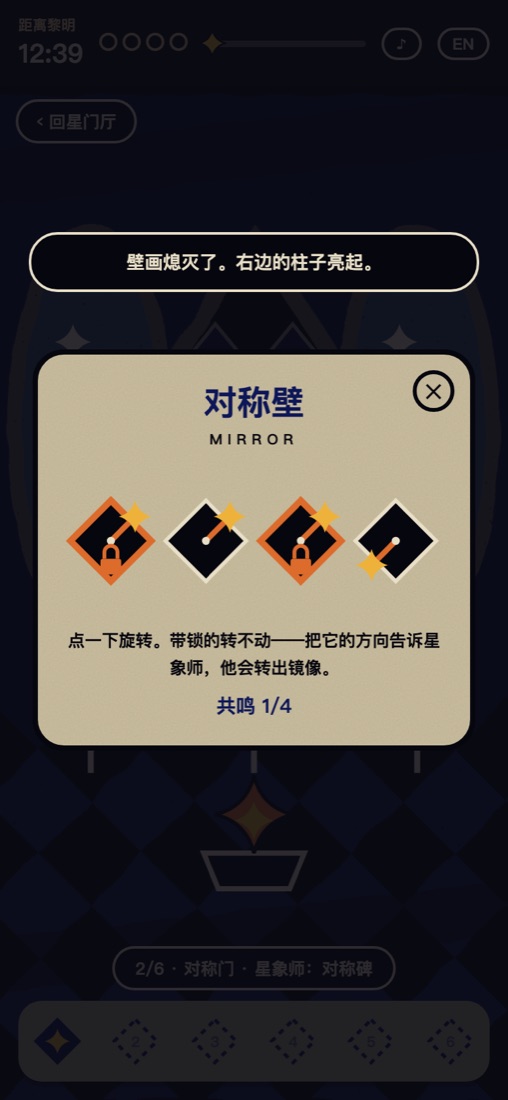 距离黎明
12:39
♪
EN
‹ 回星门厅
壁画熄灭了。右边的柱子亮起。
对称壁
MIRROR
点一下旋转。带锁的转不动——把它的方向告诉星
象师，他会转出镜像。
共鸣 1/4
2/6 · 对称门 · 星象师：对称碑
2 3 4 5 6